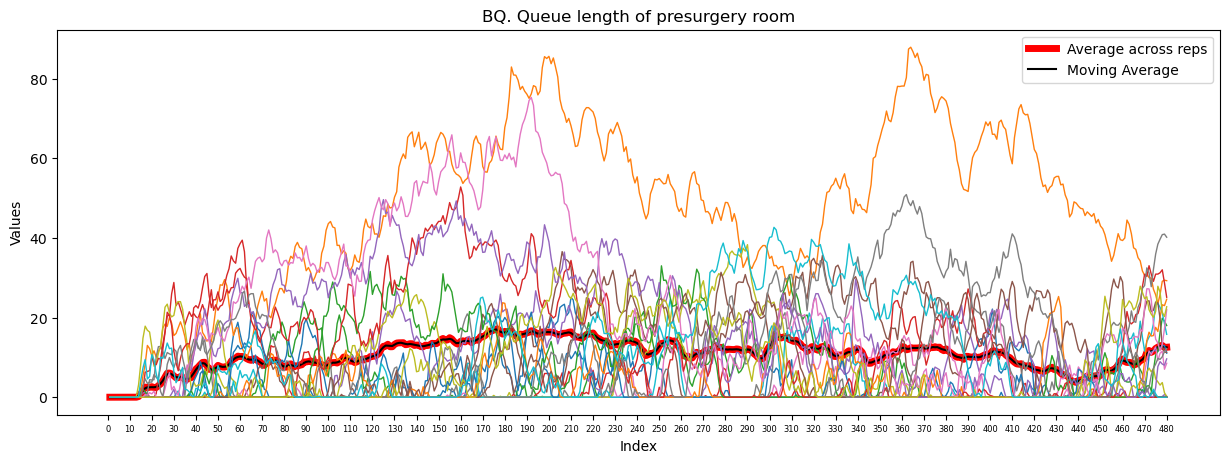 BQ. Queue length of presurgery room
Average across reps
Moving Average
Values
80
60
40
20
0
0 10 20 30 40 50 60 70 80 90 100 110 120 130 140 150 160 170 180 190 200 210 220 230 240 250 260 270 280 290 300 310 320 330 340 350 360 370 380 390 400 410 420 430 440 450 460 470 480
Index